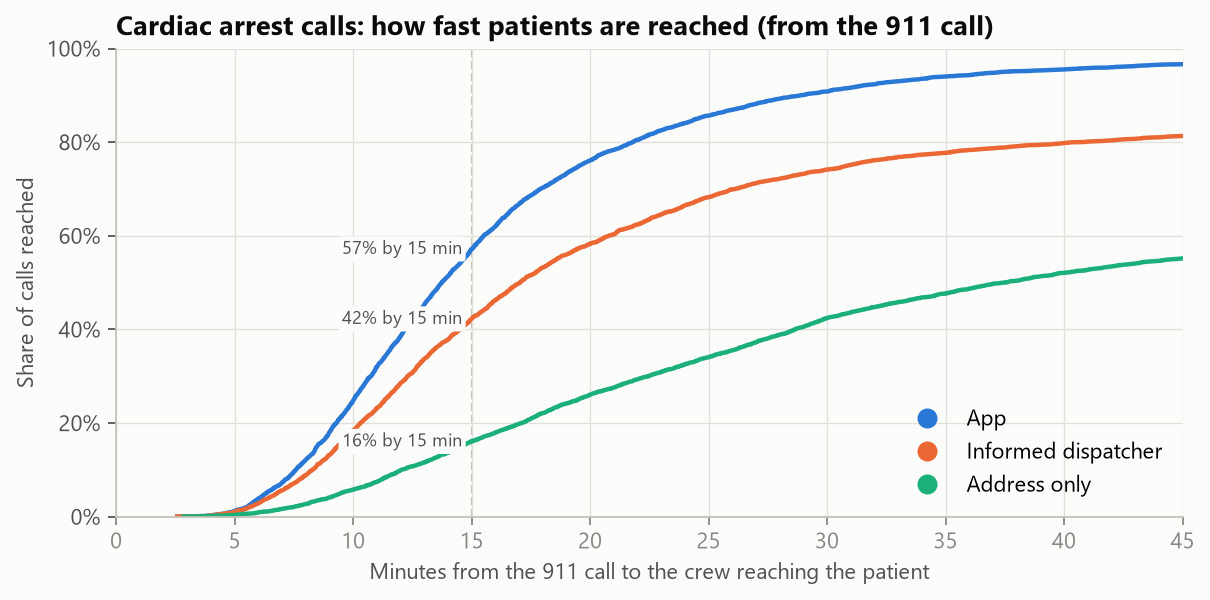 Cardiac arrest calls: how fast patients are reached (from the 911 call)
100%
80%
60%
40%
20%
0%
Share of calls reached
57% by 15 min
42% by 15 min
16% by 15 min
App
Informed dispatcher
Address only
0 5 10 15 20 25 30 35 40 45
Minutes from the 911 call to the crew reaching the patient